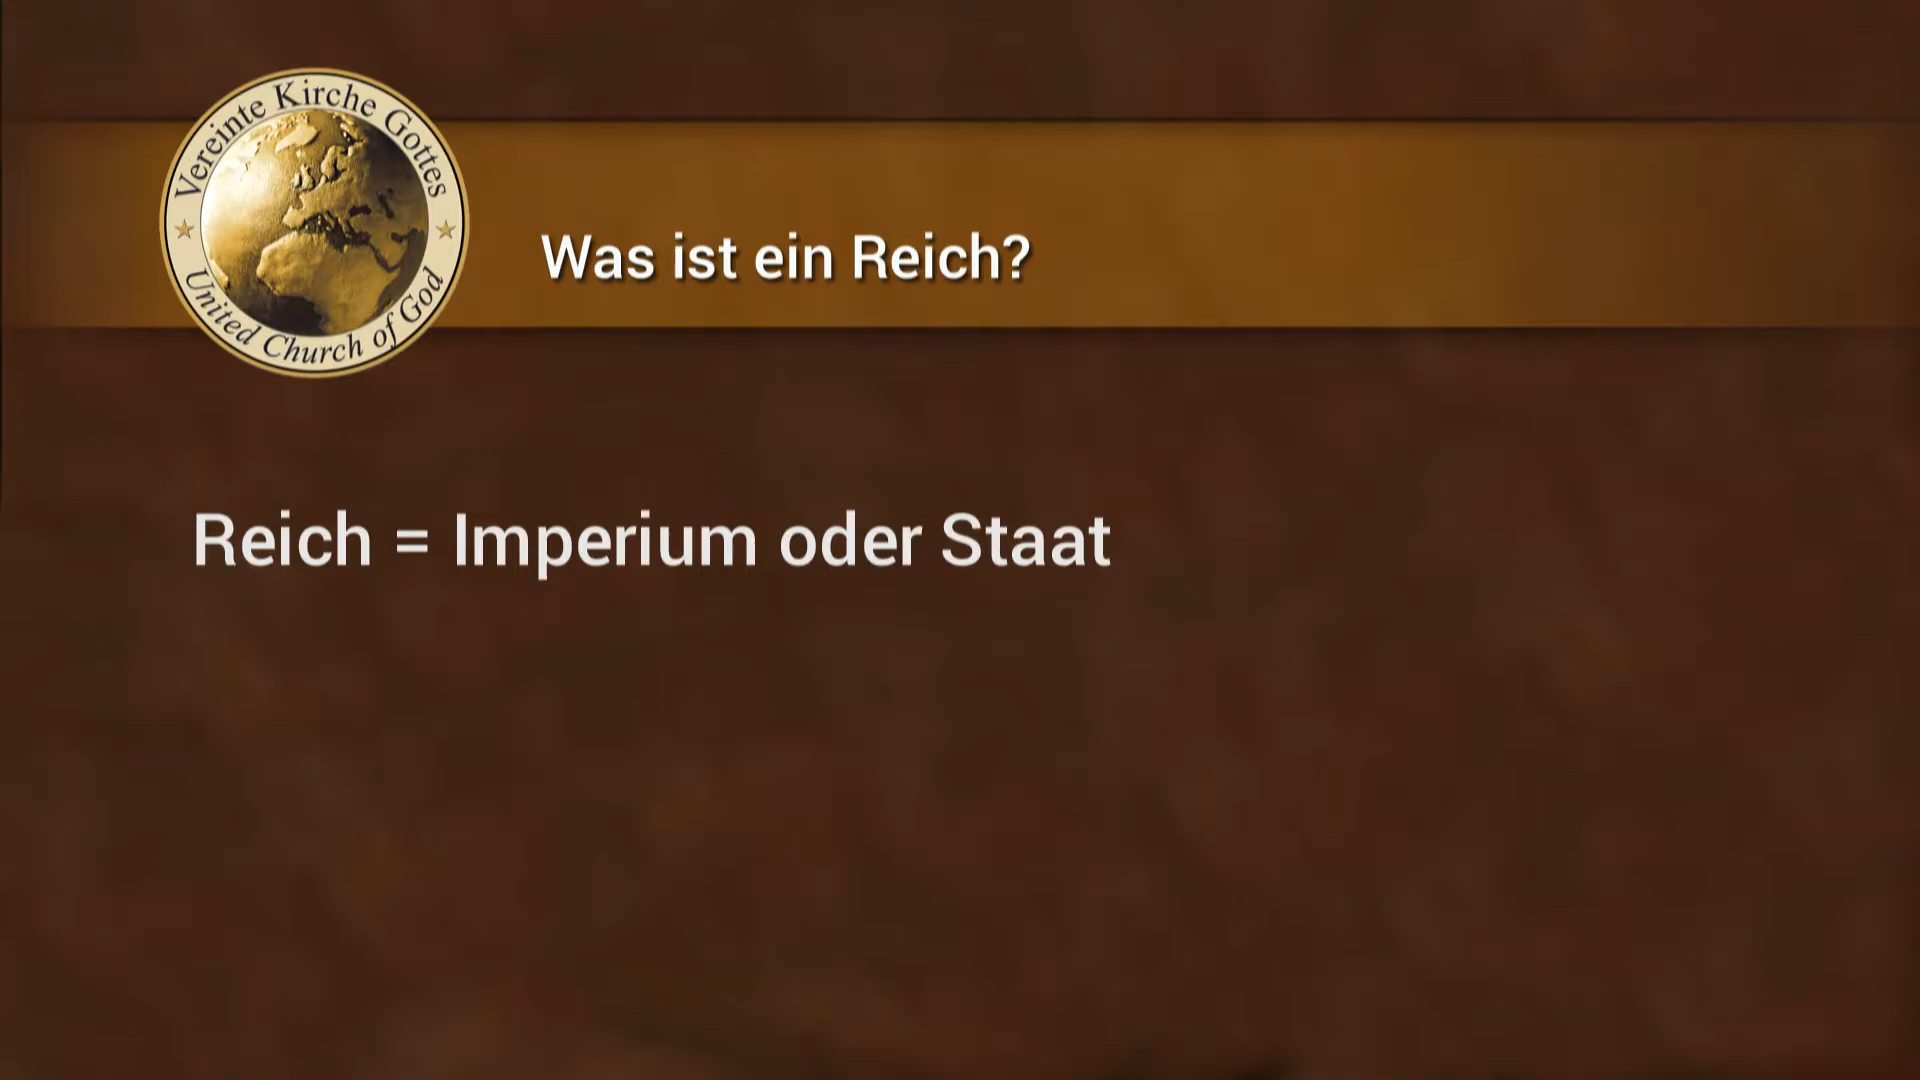 Vereinte Kirche Gottes
United Church of God
Was ist ein Reich?
Reich = Imperium oder Staat